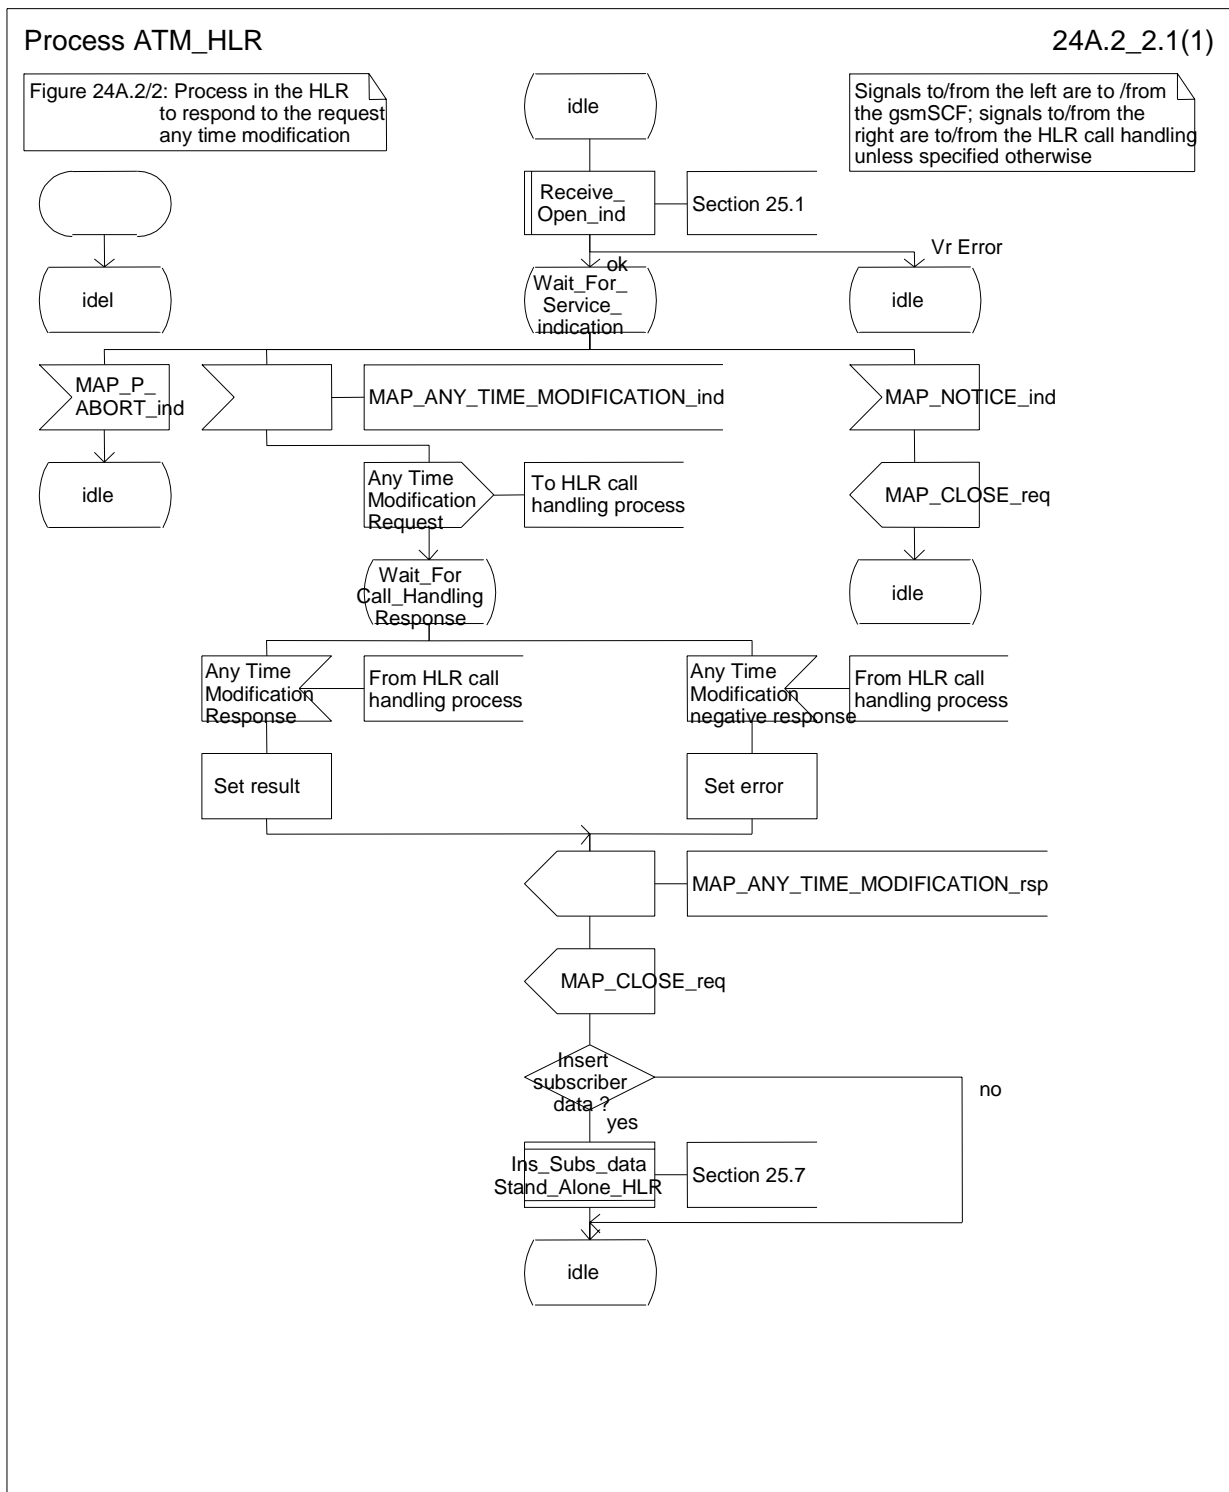 Process ATM_HLR
24A.2_2.1(1)
Figure 24A.2/2: Process in the HLR
to respond to the request
any time modification
idle
Signals to/from the left are to /from
the gsmSCF; signals to/from the
right are to/from the HLR call handling
unless specified otherwise
Receive_
Open_ind
Section 25.1
Vr Error
ok
idel
Wait_For_
Service_
indication
idle
MAP_P_
ABORT_ind
MAP_ANY_TIME_MODIFICATION_ind
MAP_NOTICE_ind
idle
Any Time
Modification
Request
To HLR call
handling process
MAP_CLOSE_req
Wait_For
Call_Handling
Response
idle
Any Time
Modification
Response
From HLR call
handling process
Any Time
Modification
negative response
From HLR call
handling process
Set result
Set error
MAP_ANY_TIME_MODIFICATION_rsp
MAP_CLOSE_req
Insert
subscriber
data ?
no
yes
Ins_Subs_data
Stand_Alone_HLR
Section 25.7
idle